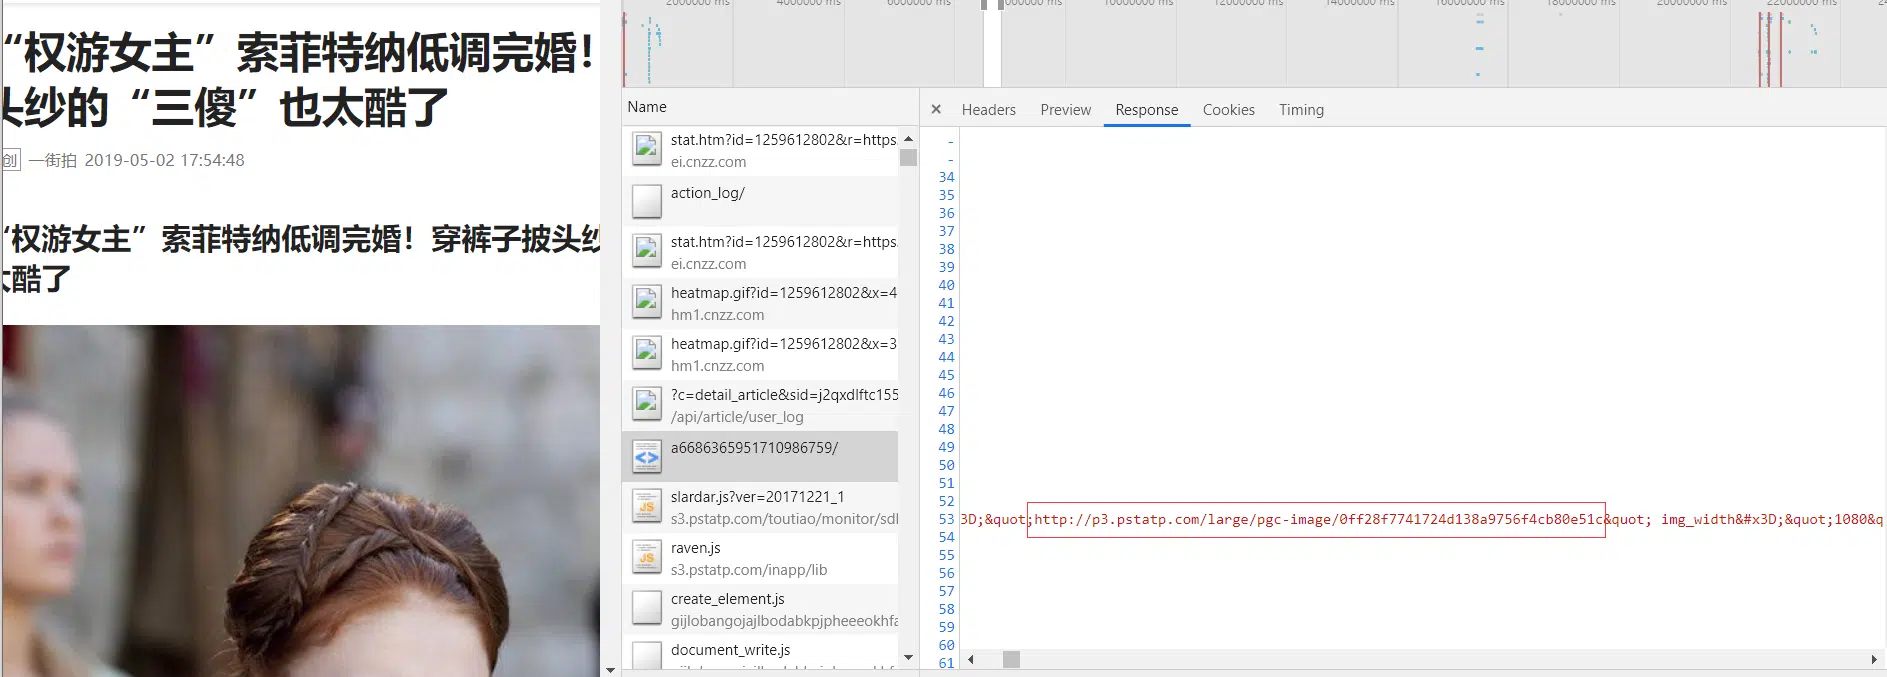 “权游女主”索菲特纳低调完婚！
头纱的“三傻”也太酷了
创 一街拍 2019-05-02 17:54:48
“权游女主”索菲特纳低调完婚！穿裤子披头纱
太酷了
2000000 ms 4000000 ms 6000000 ms 000000 ms 10000000 ms 12000000 ms 14000000 ms 16000000 ms 18000000 ms 20000000 ms 22000000 ms
Name
stat.htm?id=1259612802&r=https.
ei.cnzz.com
action_log/
stat.htm?id=1259612802&r=https.
ei.cnzz.com
heatmap.gif?id=1259612802&x=4
hm1.cnzz.com
heatmap.gif?id=1259612802&x=3
hm1.cnzz.com
?c=detail_article&sid=j2qxdlftc155
/api/article/user_log
a6686365951710986759/
slardar.js?ver=20171221_1
s3.pstatp.com/toutiao/monitor/sdk
raven.js
s3.pstatp.com/inapp/lib
create_element.js
gijlobangojajlbodabkpjpheeeokhfa
document_write.js
× Headers Preview Response Cookies Timing
-
-
34
35
36
37
38
39
40
41
42
43
44
45
46
47
48
49
50
51
52
53 3D;&quot;http://p3.pstatp.com/large/pgc-image/0ff28f7741724d138a9756f4cb80e51c&quot; img_width&#x3D;&quot;1080&q
54
55
56
57
58
59
60
61